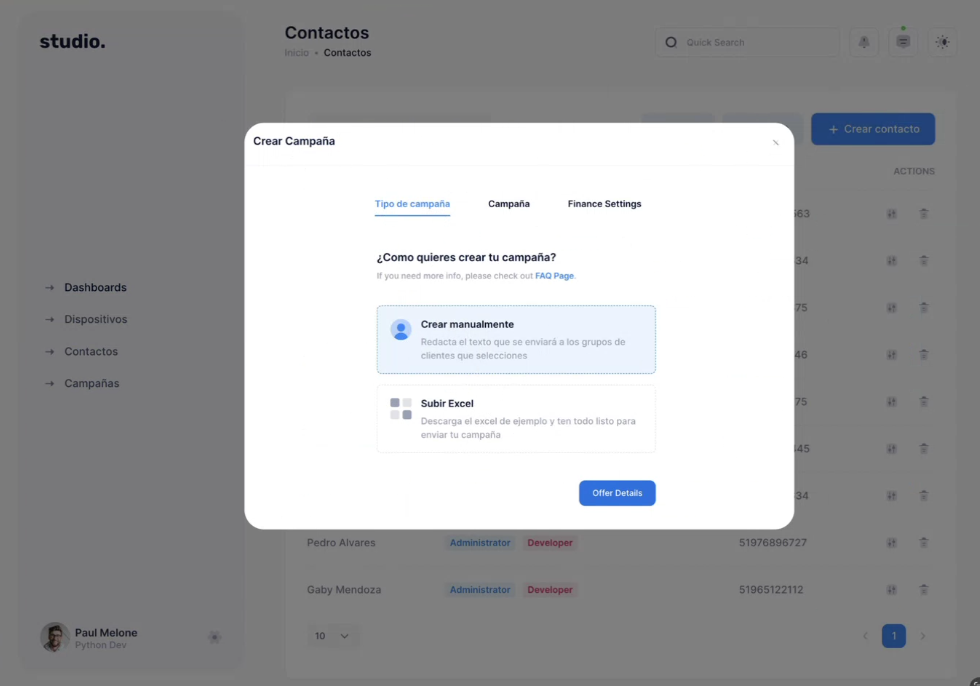 studio.
Contactos
Inicio • Contactos
Quick Search
+ Crear contacto
ACTIONS
Crear Campaña
Tipo de campaña Campaña Finance Settings
¿Como quieres crear tu campaña?
If you need more info, please check out FAQ Page.
Crear manualmente
Redacta el texto que se enviará a los grupos de
clientes que selecciones
Subir Excel
Descarga el excel de ejemplo y ten todo listo para
enviar tu campaña
Offer Details
Dashboards
Dispositivos
Contactos
Campañas
63
34
75
46
75
45
34
Pedro Alvares Administrator Developer 51976896727
Gaby Mendoza Administrator Developer 51965122112
10
1
Paul Melone
Python Dev